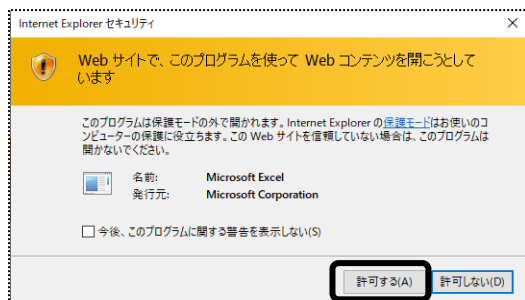 Internet Explorer セキュリティ
Web サイトで、このプログラムを使って Web コンテンツを開こうとして
います
このプログラムは保護モードの外で開かれます。Internet Explorer の保護モードはお使いのコ
ンピューターの保護に役立ちます。この Web サイトを信頼していない場合は、このプログラムは
開かないでください。
名前: Microsoft Excel
発行元: Microsoft Corporation
今後、このプログラムに関する警告を表示しない(S)
許可する(A) 許可しない(D)